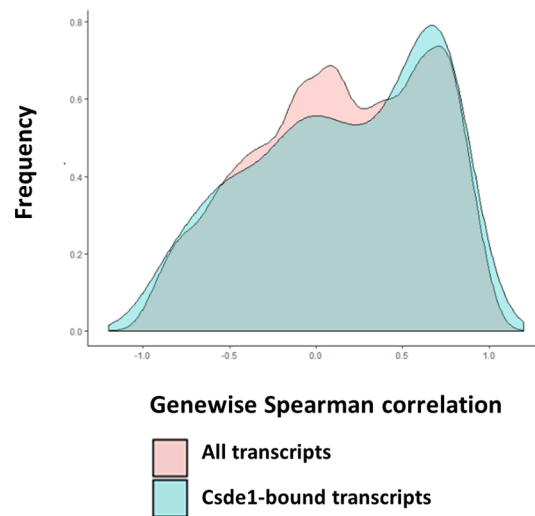 0.8
0.6
0.4
0.2
0.0
Frequency
-1.0 -0.5 0.0 0.5 1.0
Genewise Spearman correlation
All transcripts
Csde1-bound transcripts